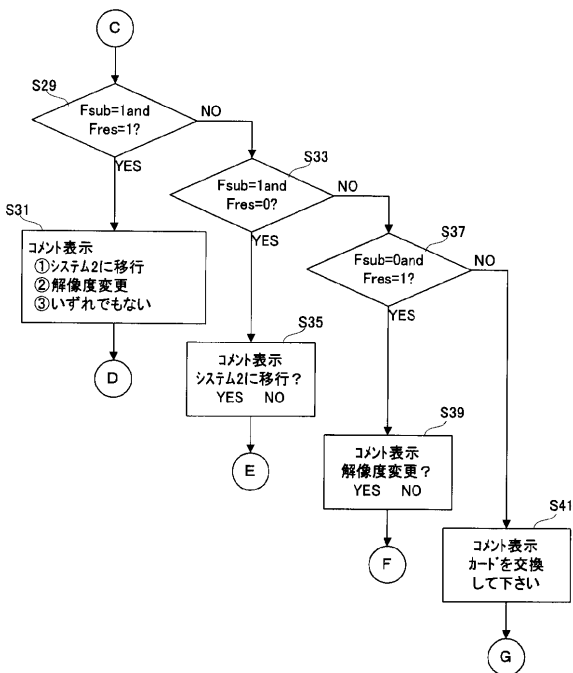 C
S29
Fsub=1and
Fres=1?
NO
YES
S33
Fsub=1and
Fres=0?
NO
YES
S31
コメント表示
①システム2に移行
②解像度変更
③いずれでもない
D
S37
Fsub=0and
Fres=1?
NO
YES
S35
コメント表示
システム2に移行?
YES NO
E
S39
コメント表示
解像度変更?
YES NO
F
S41
コメント表示
カードを交換
して下さい
G